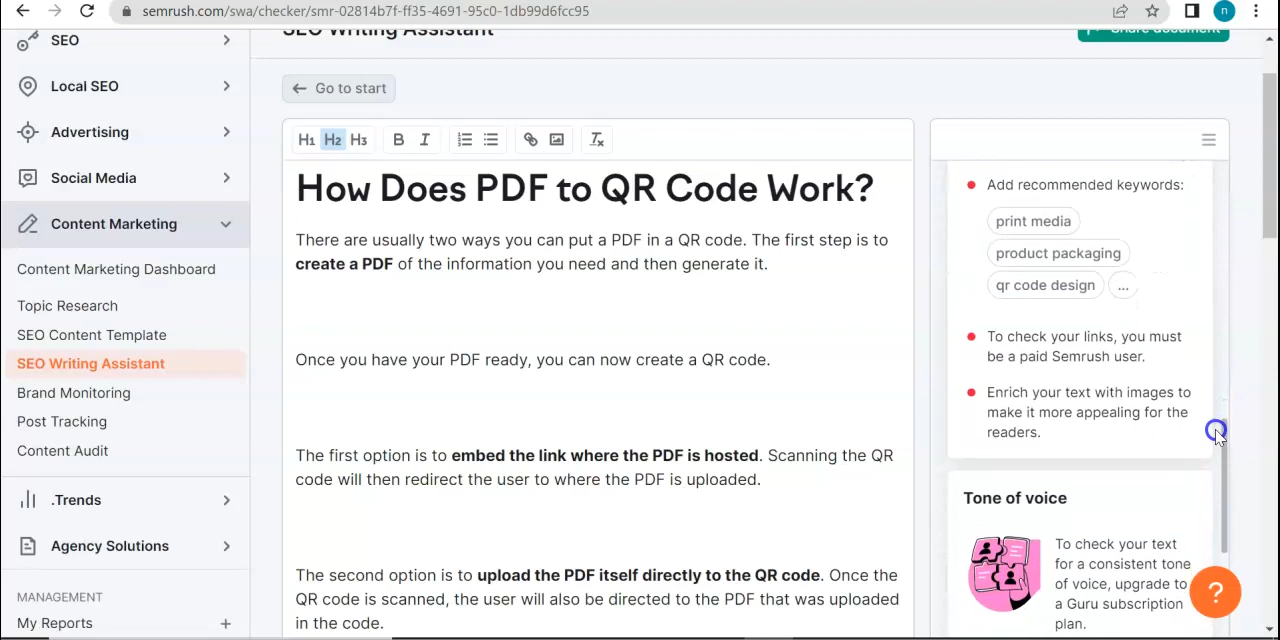 semrush.com/swa/checker/smr-02814b7f-ff35-4691-95c0-1db99d6fcc95
n
SEO
Local SEO
Advertising
Social Media
Content Marketing
Content Marketing Dashboard
Topic Research
SEO Content Template
SEO Writing Assistant
Brand Monitoring
Post Tracking
Content Audit
.Trends
Agency Solutions
MANAGEMENT
My Reports +
SEO Writing Assistant
Share document
Go to start
H1 H2 H3 B I
How Does PDF to QR Code Work?
There are usually two ways you can put a PDF in a QR code. The first step is to
create a PDF of the information you need and then generate it.
Once you have your PDF ready, you can now create a QR code.
The first option is to embed the link where the PDF is hosted. Scanning the QR
code will then redirect the user to where the PDF is uploaded.
The second option is to upload the PDF itself directly to the QR code. Once the
QR code is scanned, the user will also be directed to the PDF that was uploaded
in the code.
Add recommended keywords:
print media
product packaging
qr code design ...
To check your links, you must
be a paid Semrush user.
Enrich your text with images to
make it more appealing for the
readers.
Tone of voice
To check your text
for a consistent tone
of voice, upgrade to
a Guru subscription
plan.
?